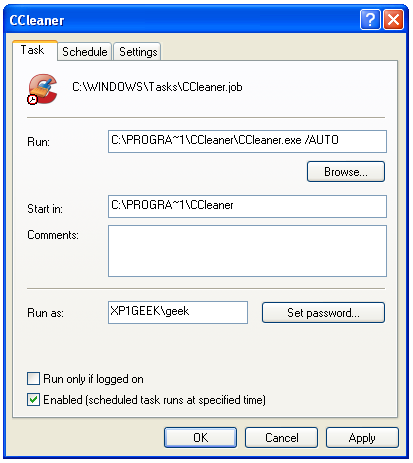 CCleaner
Task Schedule Settings
C:\WINDOWS\Tasks\CCleaner.job
Run: C:\PROGRA~1\CCleaner\CCleaner.exe /AUTO
Browse...
Start in: C:\PROGRA~1\CCleaner
Comments:
Run as: XP1GEEK\geek Set password...
Run only if logged on
Enabled (scheduled task runs at specified time)
OK Cancel Apply